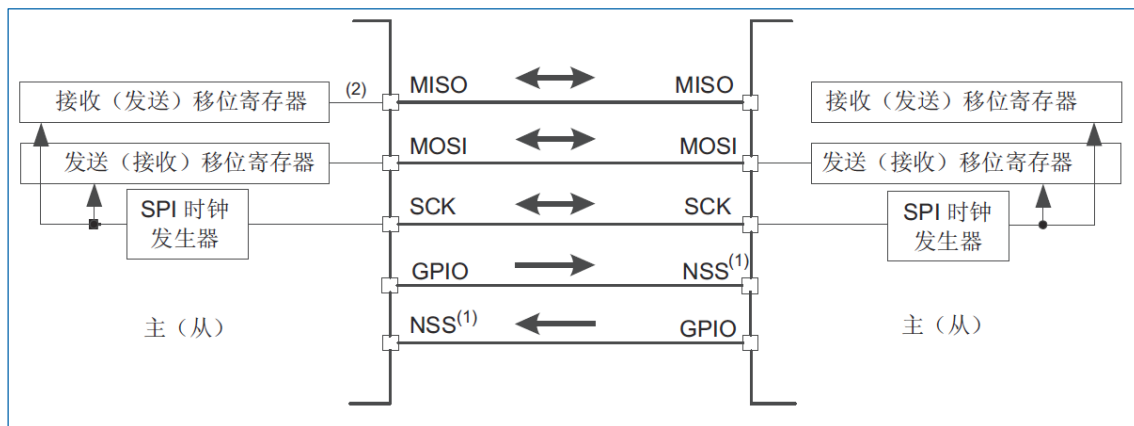 接收（发送）移位寄存器
(2)
MISO
MISO
接收（发送）移位寄存器
发送（接收）移位寄存器
MOSI
MOSI
发送（接收）移位寄存器
SPI 时钟
发生器
SCK
SCK
SPI 时钟
发生器
GPIO
NSS(1)
主（从）
NSS(1)
GPIO
主（从）